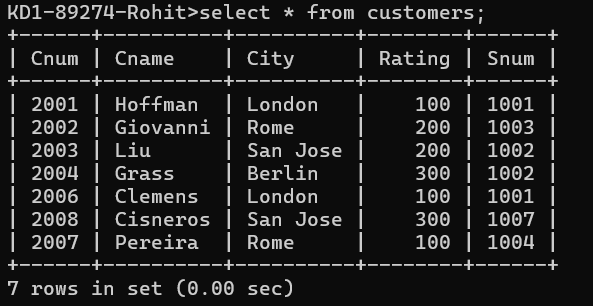 KD1-89274-Rohit>select * from customers;
+------+----------+----------+--------+------+
| Cnum | Cname    | City     | Rating | Snum |
+------+----------+----------+--------+------+
| 2001 | Hoffman  | London   |    100 | 1001 |
| 2002 | Giovanni | Rome     |    200 | 1003 |
| 2003 | Liu      | San Jose |    200 | 1002 |
| 2004 | Grass    | Berlin   |    300 | 1002 |
| 2006 | Clemens  | London   |    100 | 1001 |
| 2008 | Cisneros | San Jose |    300 | 1007 |
| 2007 | Pereira  | Rome     |    100 | 1004 |
+------+----------+----------+--------+------+
7 rows in set (0.00 sec)